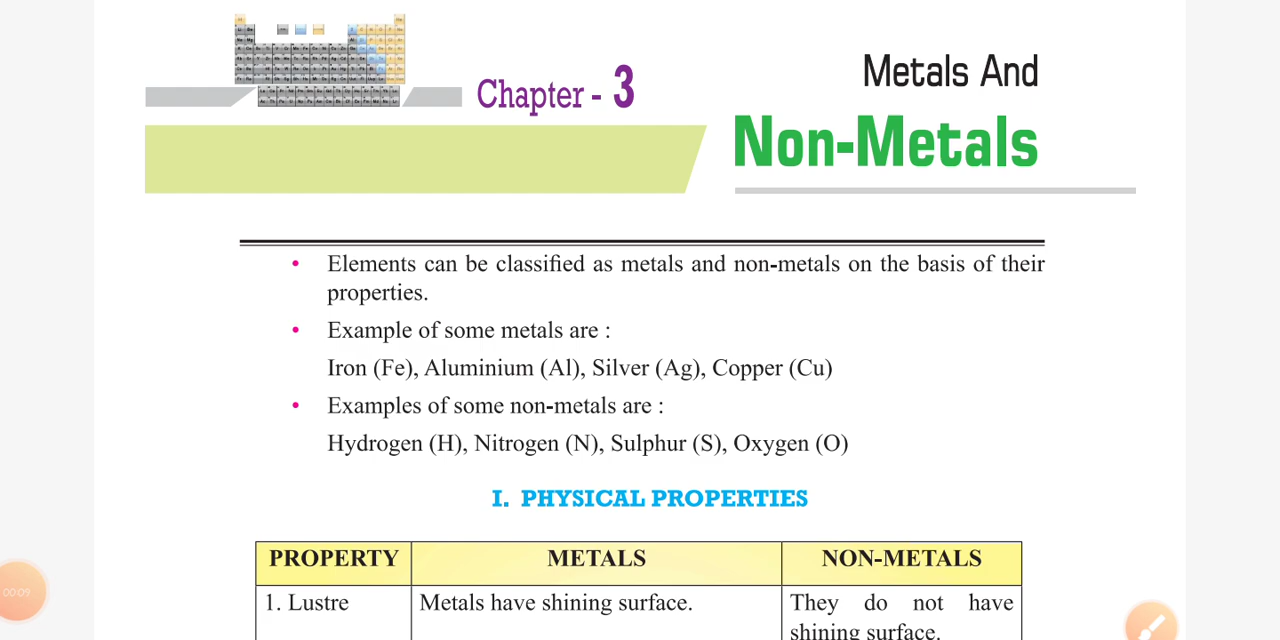 Chapter - 3
Metals And
Non-Metals
• Elements can be classified as metals and non-metals on the basis of their
properties.
• Example of some metals are :
Iron (Fe), Aluminium (Al), Silver (Ag), Copper (Cu)
• Examples of some non-metals are :
Hydrogen (H), Nitrogen (N), Sulphur (S), Oxygen (O)
I. PHYSICAL PROPERTIES
PROPERTY METALS NON-METALS
1. Lustre Metals have shining surface. They do not have
shining surface.
00:09